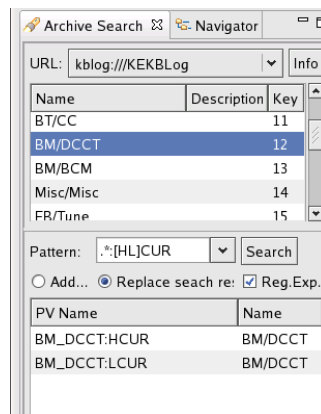 Archive Search Navigator
URL: kblog:///KEKBLog Info
Name Description Key
BT/CC 11
BM/DCCT 12
BM/BCM 13
Misc/Misc 14
FB/Tune 15
Pattern: .*:[HL]CUR Search
Add... Replace seach re: Reg.Exp.
PV Name Name
BM_DCCT:HCUR BM/DCCT
BM_DCCT:LCUR BM/DCCT